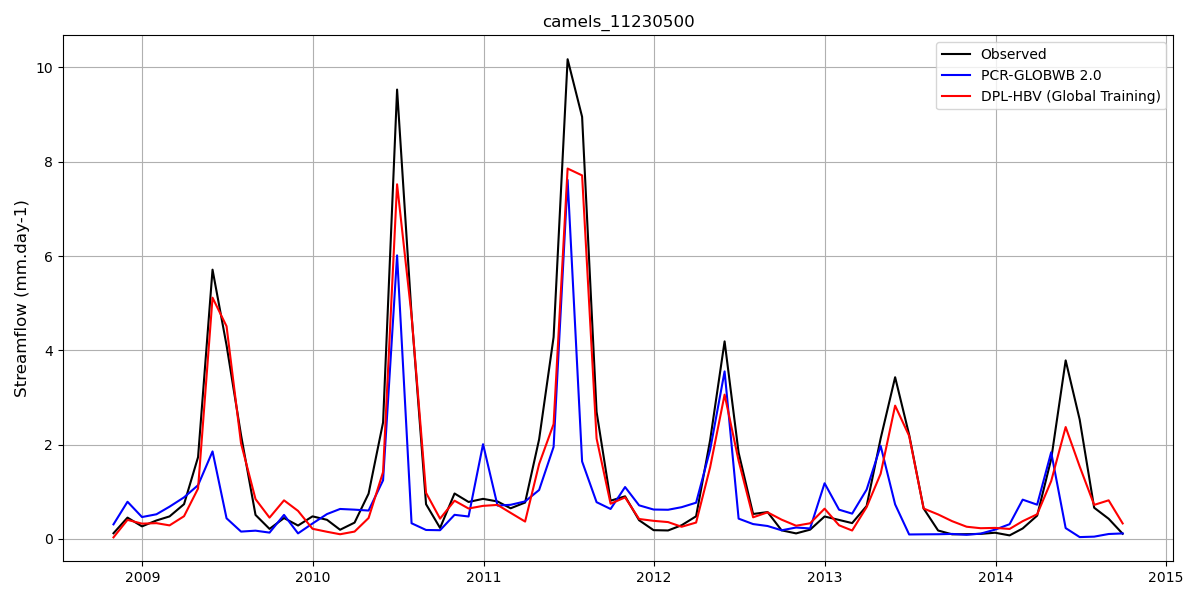 camels_11230500
Observed
PCR-GLOBWB 2.0
DPL-HBV (Global Training)
Streamflow (mm.day-1)
10
8
6
4
2
0
2009 2010 2011 2012 2013 2014 2015